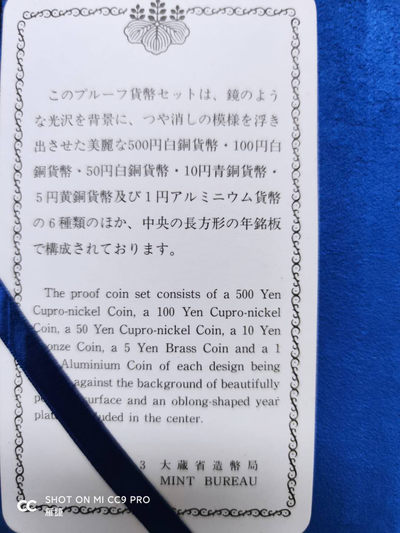 このプルーフ貨幣セットは、鏡のよう
な光沢を背景に、つや消しの模様を浮き
出させた美麗な500円白銅貨幣・100円白
銅貨幣・50円白銅貨幣・10円青銅貨幣・
5円黄銅貨幣及び1円アルミニウム貨幣
の6種類のほか、中央の長方形の年銘板
で構成されております。
The proof coin set consists of a 500 Yen
Cupro-nickel Coin, a 100 Yen Cupro-nickel
Coin, a 50 Yen Cupro-nickel Coin, a 10 Yen
onze Coin, a 5 Yen Brass Coin and a 1
Aluminium Coin of each design being
against the background of beautifully
surface and an oblong-shaped year
plat luded in the center.
3 大蔵省造幣局
MINT BUREAU
CC SHOT ON MI CC9 PRO